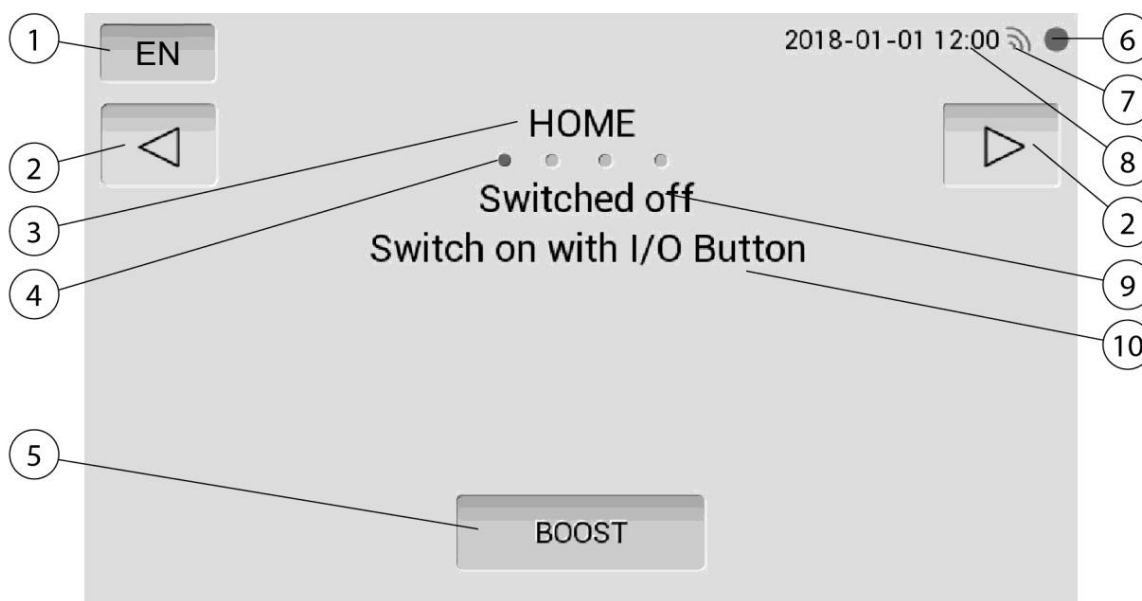 1
EN
2018-01-01 12:00
6
7
2
HOME
8
3
Switched off
2
4
Switch on with I/O Button
9
10
5
BOOST